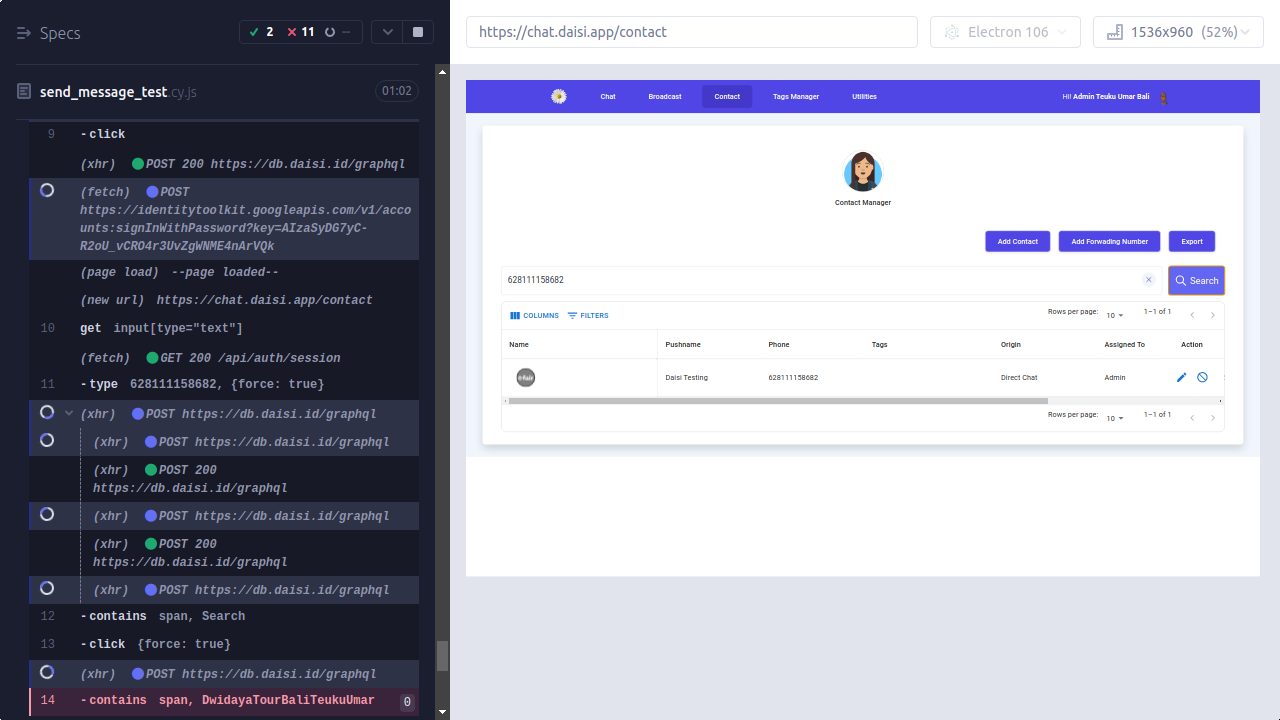 Specs
2
11
--
send_message_test.cy.js
01:02
9 -click
(xhr) POST 200 https://db.daisi.id/graphql
(fetch) POST
https://identitytoolkit.googleapis.com/v1/acco
unts:signInWithPassword?key=AIzaSyDG7yC-
R2oU_vCRO4r3UvZgWNME4nArVQk
(page load) --page loaded--
(new url) https://chat.daisi.app/contact
10 get input[type="text"]
(fetch) GET 200 /api/auth/session
11 -type 628111158682, {force: true}
(xhr) POST https://db.daisi.id/graphql
(xhr) POST https://db.daisi.id/graphql
(xhr) POST 200
https://db.daisi.id/graphql
(xhr) POST https://db.daisi.id/graphql
(xhr) POST 200
https://db.daisi.id/graphql
(xhr) POST https://db.daisi.id/graphql
12 -contains span, Search
13 -click {force: true}
(xhr) POST https://db.daisi.id/graphql
14 -contains span, DwidayaTourBaliTeukuUmar 0
https://chat.daisi.app/contact
Electron 106
1536x960 (52%)
Chat Broadcast Contact Tags Manager Utilities Hi! Admin Teuku Umar Bali
Contact Manager
Add Contact Add Forwading Number Export
628111158682
Search
COLUMNS FILTERS Rows per page: 10 1–1 of 1
Name Pushname Phone Tags Origin Assigned To Action
Daisi Testing 628111158682 Direct Chat Admin
Rows per page: 10 1–1 of 1